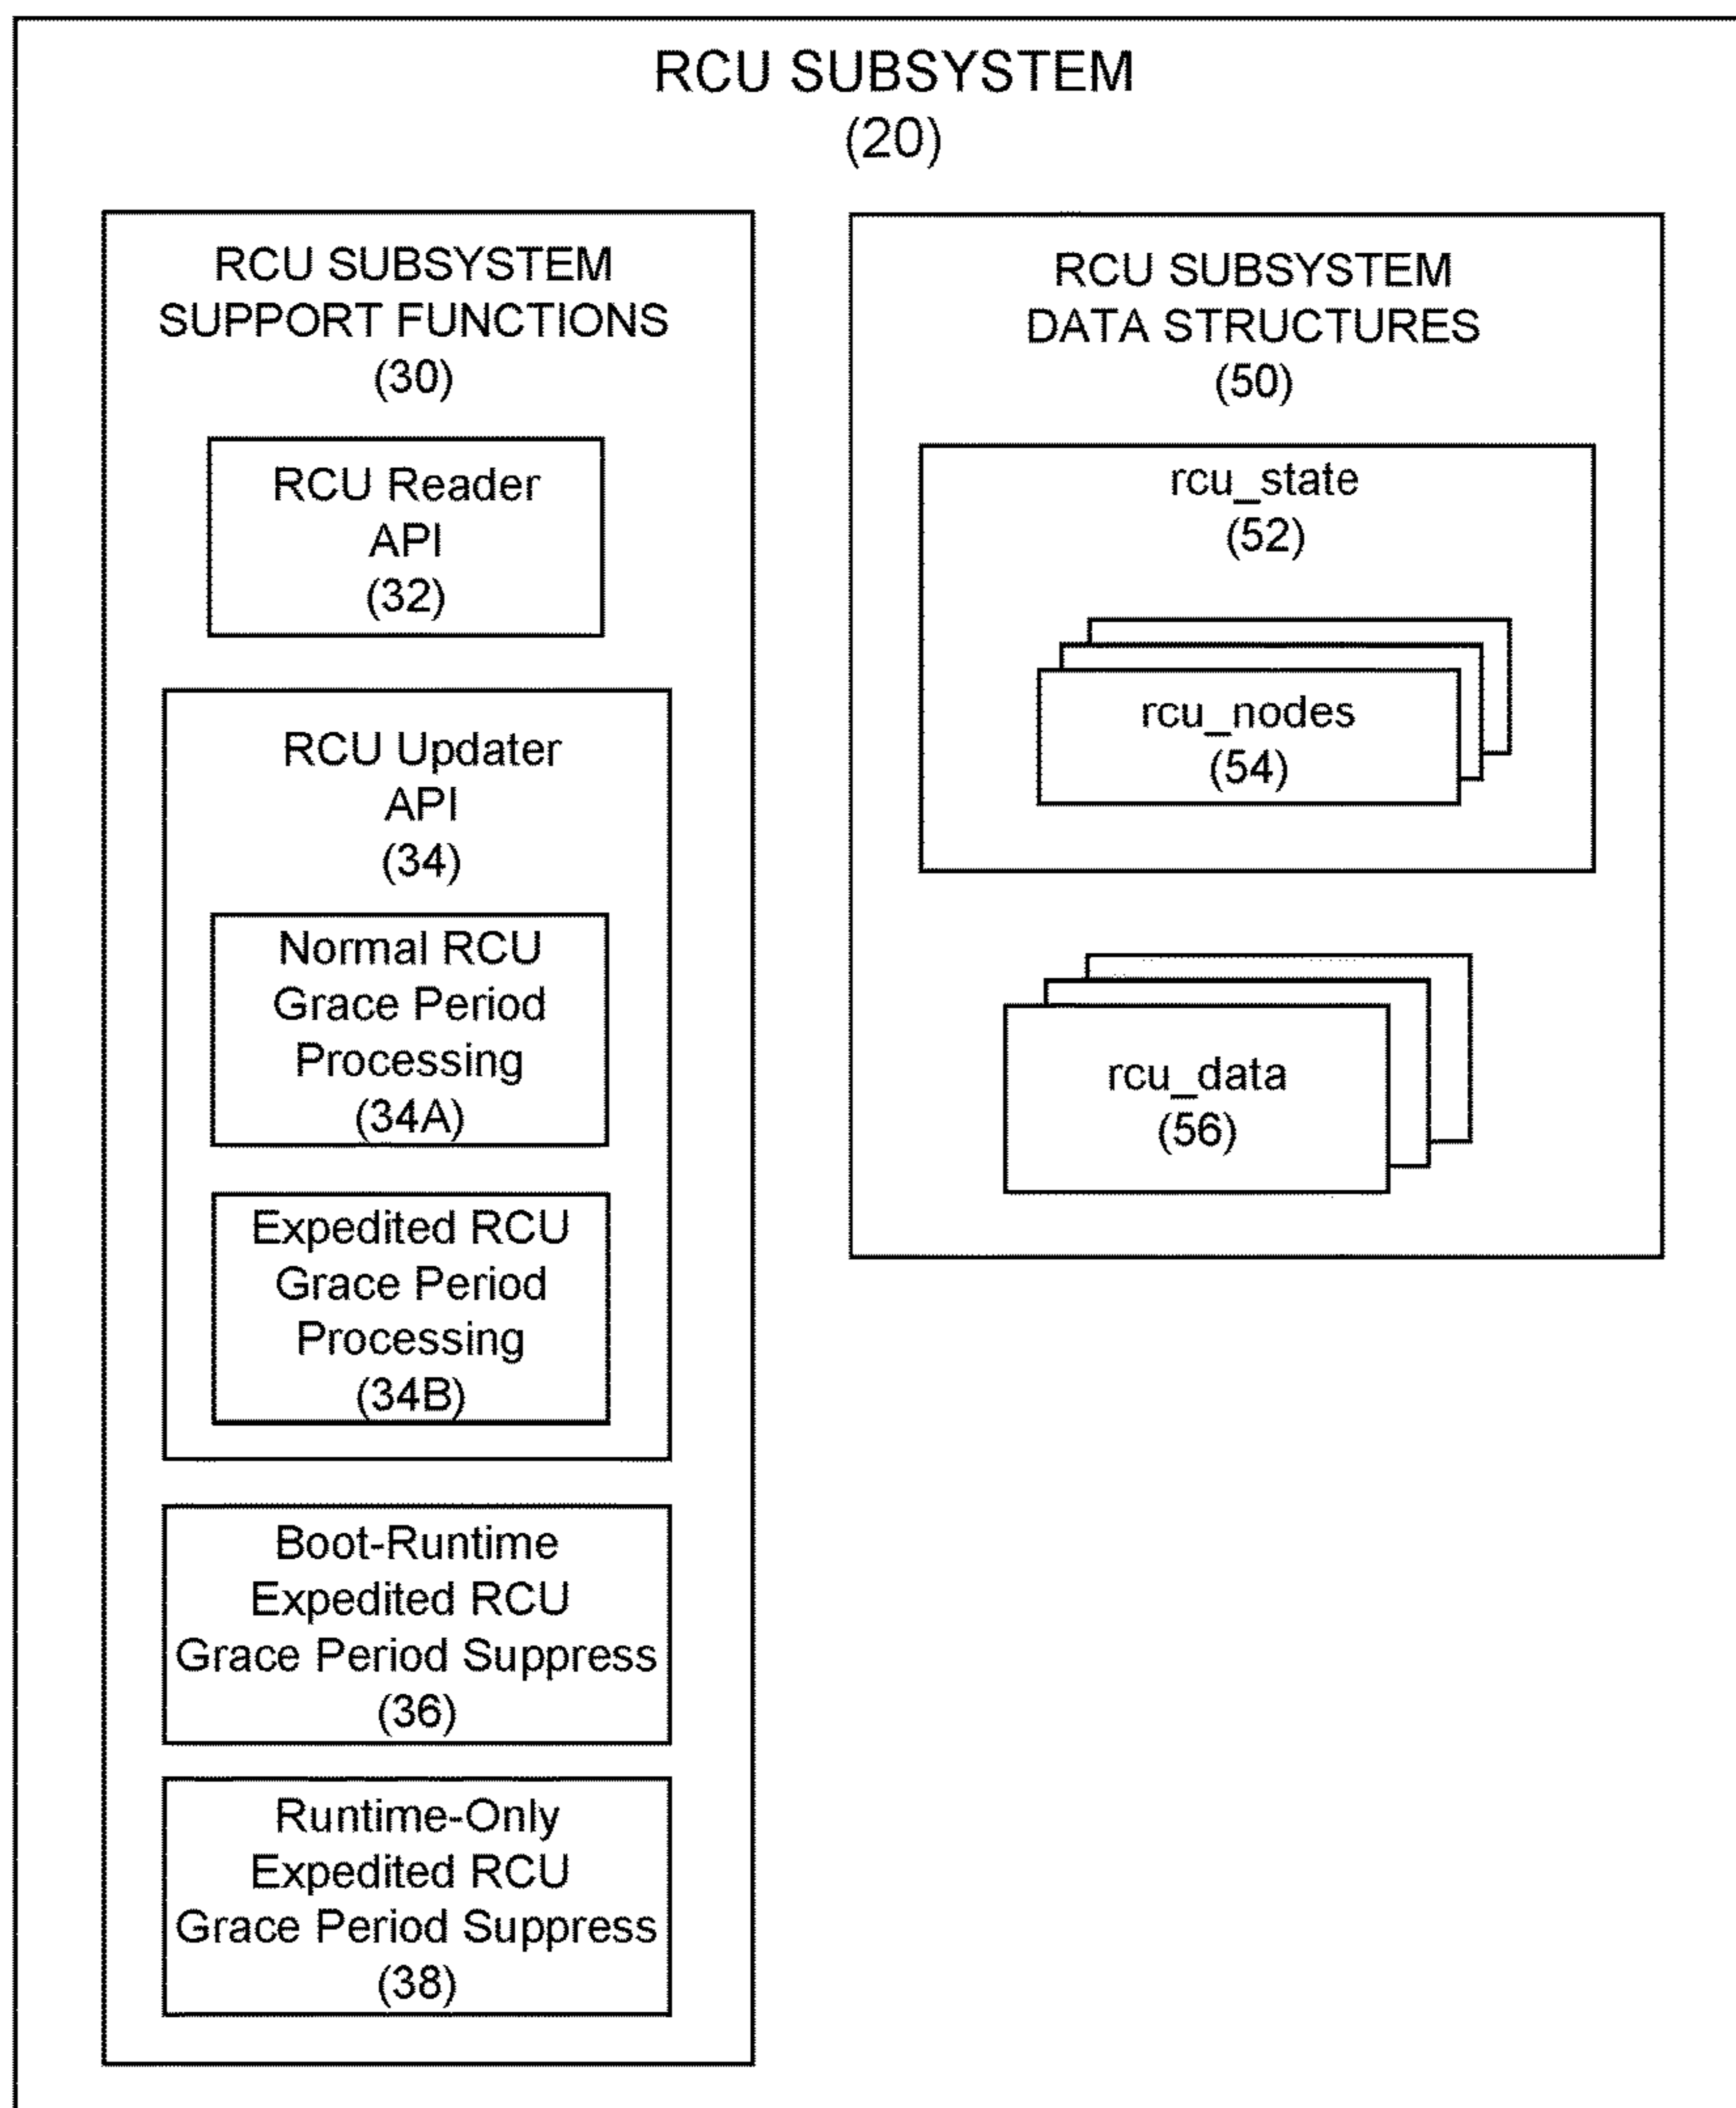 RCU SUBSYSTEM
(20)
RCU SUBSYSTEM
SUPPORT FUNCTIONS
(30)
RCU Reader
API
(32)
RCU Updater
API
(34)
Normal RCU
Grace Period
Processing
(34A)
Expedited RCU
Grace Period
Processing
(34B)
Boot-Runtime
Expedited RCU
Grace Period Suppress
(36)
Runtime-Only
Expedited RCU
Grace Period Suppress
(38)
RCU SUBSYSTEM
DATA STRUCTURES
(50)
rcu_state
(52)
rcu_nodes
(54)
rcu_data
(56)